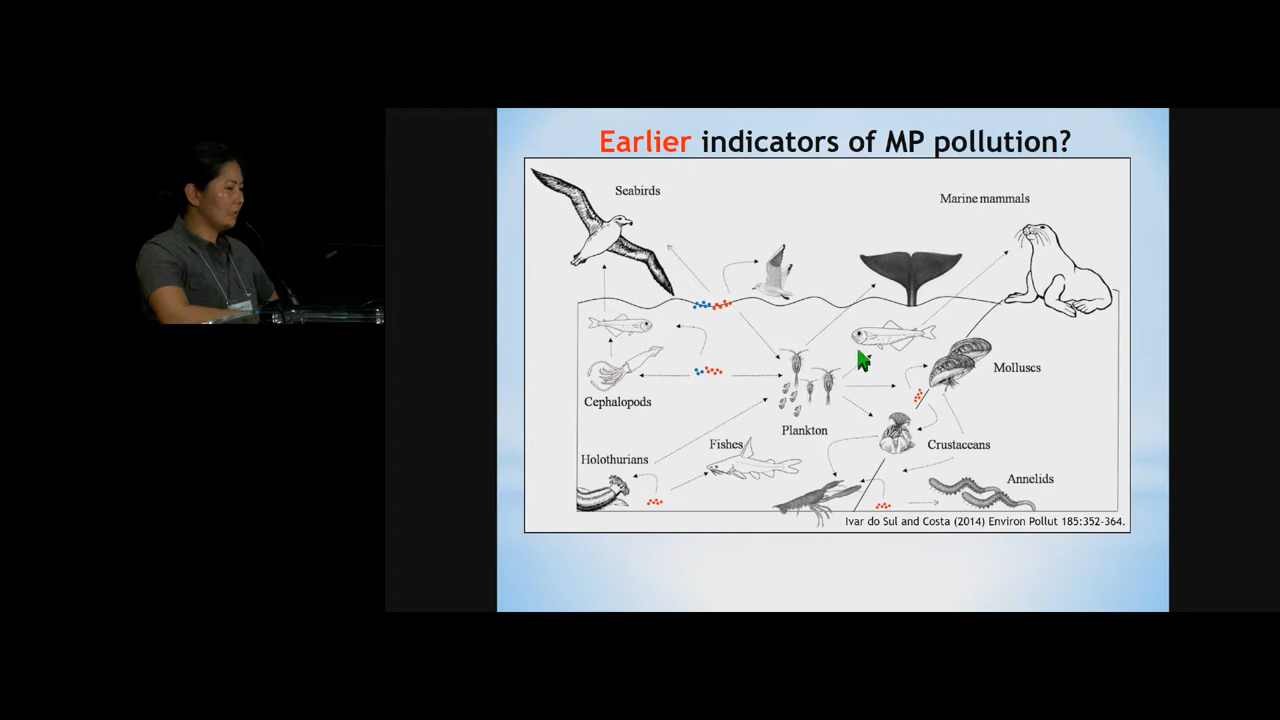 Earlier indicators of MP pollution?
Seabirds
Marine mammals
Molluscs
Cephalopods
Plankton
Fishes
Crustaceans
Holothurians
Annelids
Ivar do Sul and Costa (2014) Environ Pollut 185:352-364.